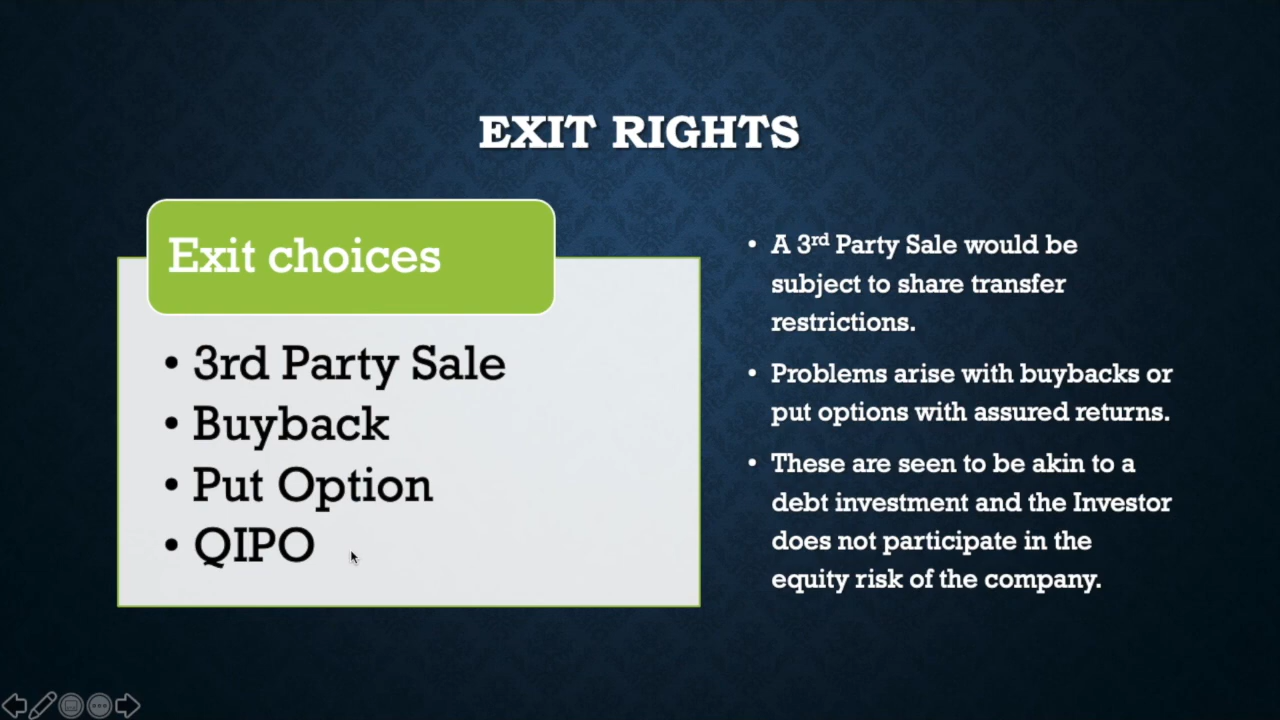 EXIT RIGHTS
Exit choices
• 3rd Party Sale
• Buyback
• Put Option
• QIPO
• A 3rd Party Sale would be
subject to share transfer
restrictions.
• Problems arise with buybacks or
put options with assured returns.
• These are seen to be akin to a
debt investment and the Investor
does not participate in the
equity risk of the company.